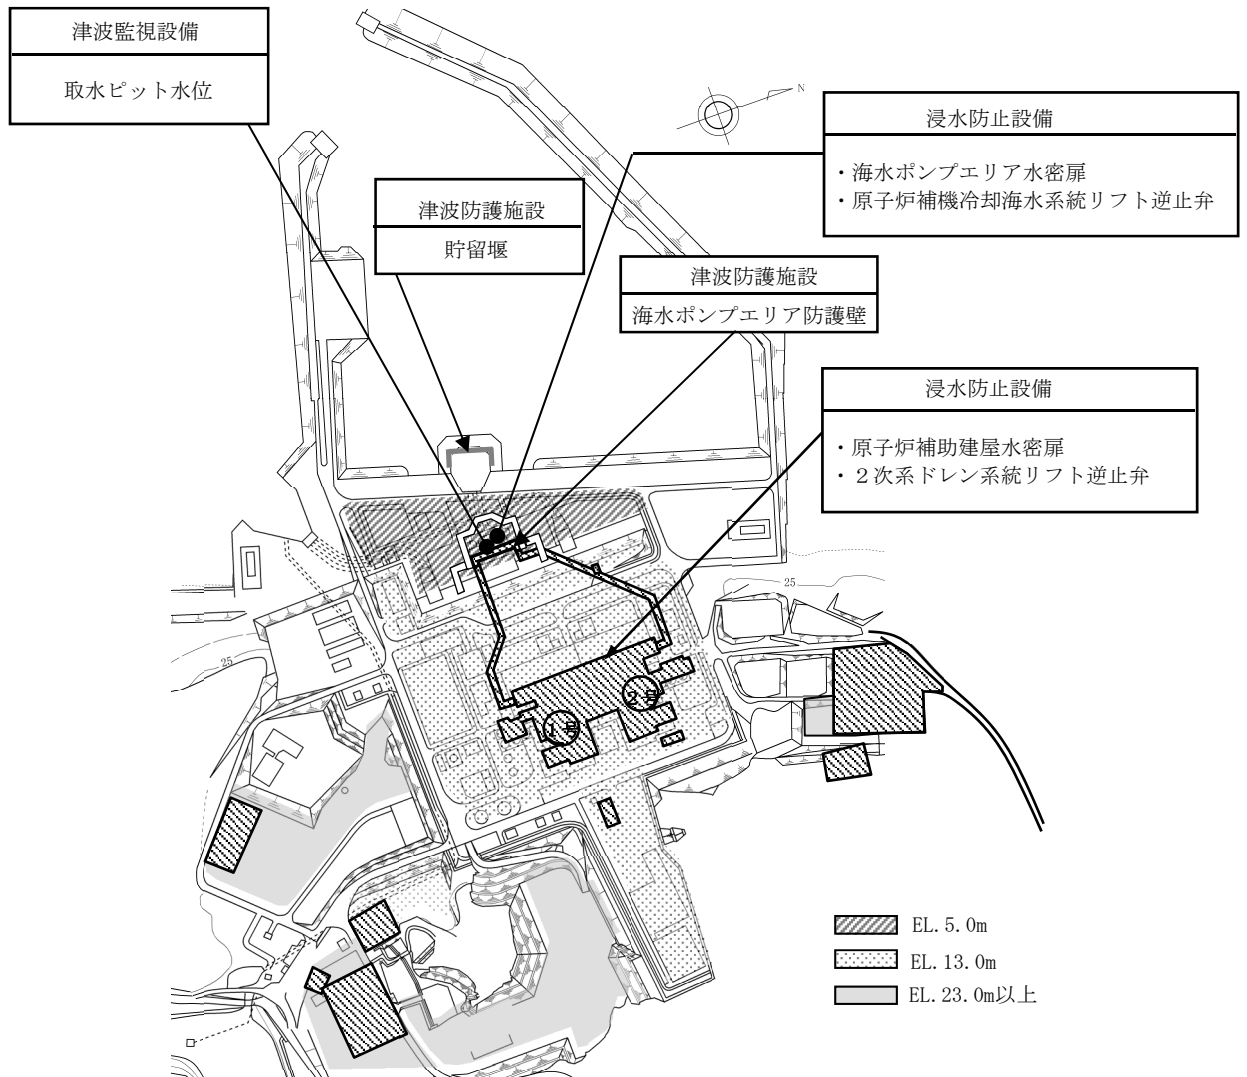 津波監視設備
取水ピット水位
N
浸水防止設備
・海水ポンプエリア水密扉
・原子炉補機冷却海水系統リフト逆止弁
津波防護施設
貯留堰
津波防護施設
海水ポンプエリア防護壁
浸水防止設備
・原子炉補助建屋水密扉
・２次系ドレン系統リフト逆止弁
25
25
２号
１号
EL.5.0m
EL.13.0m
EL.23.0m以上